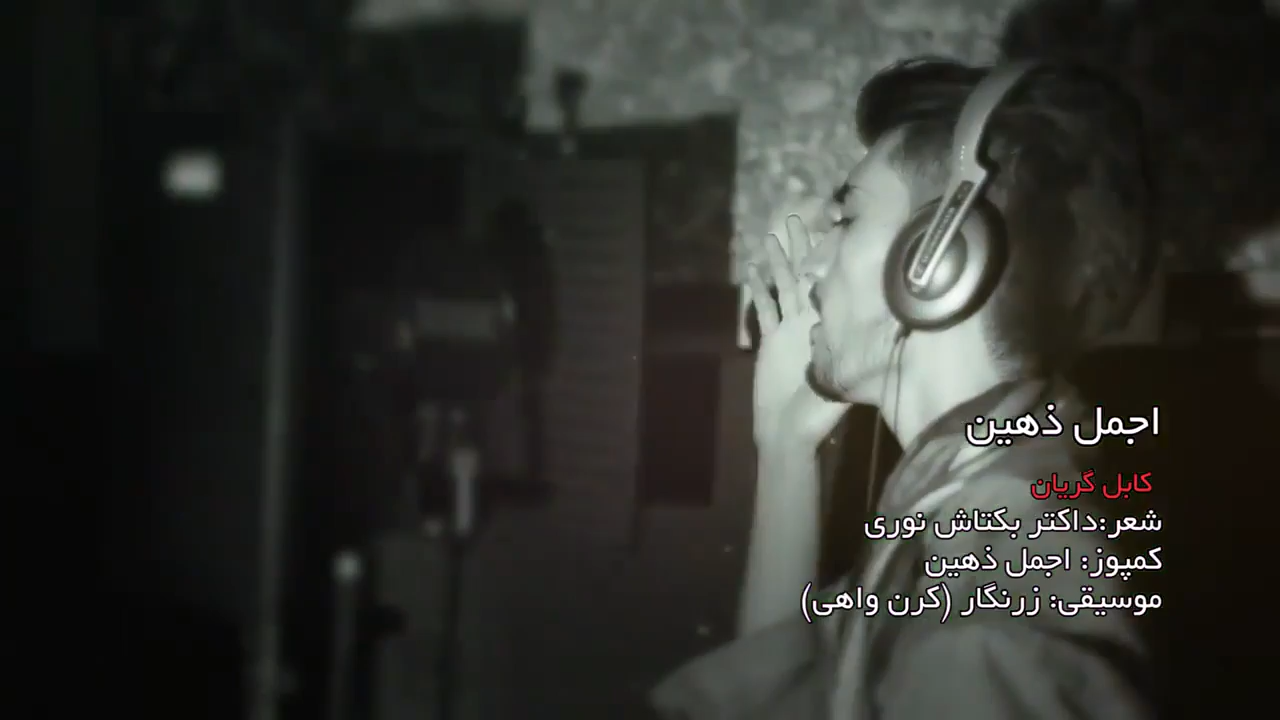 اجمل ذهین
کابل گریان
شعر:داکتر بکتاش نوری
کمپوز: اجمل ذهین
موسیقی: زرنگار (کرن واهی)